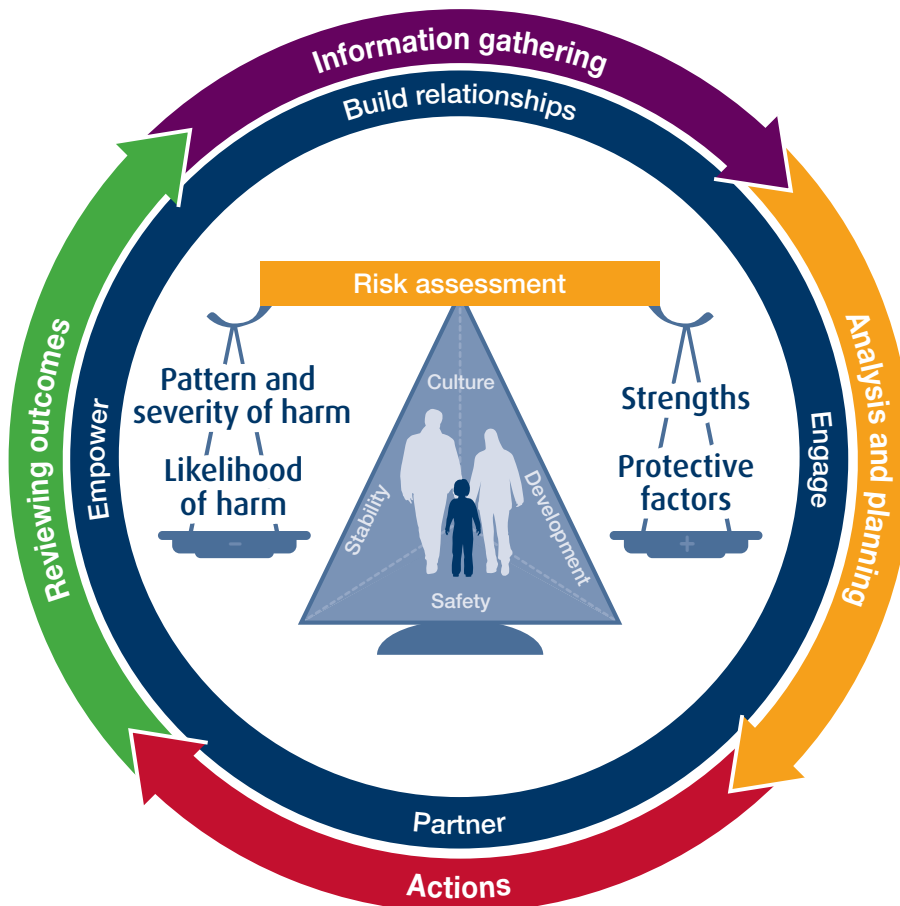 Information gathering
Build relationships
Risk assessment
Pattern and
severity of harm
Likelihood
of harm
-
Culture
Stability
Development
Safety
Strengths
Protective
factors
+
Analysis and planning
Engage
Reviewing outcomes
Empower
Partner
Actions